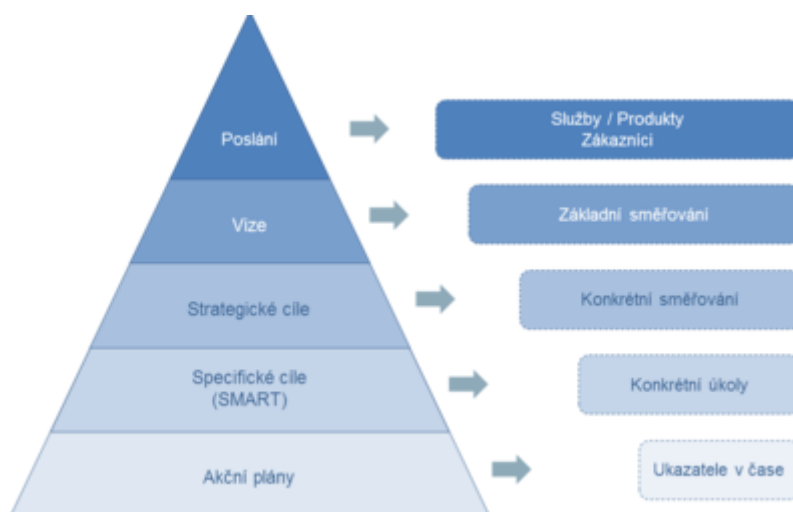 Poslání
Služby / Produkty
Zákazníci
Vize
Základní směřování
Strategické cíle
Konkrétní směřování
Specifické cíle
(SMART)
Konkrétní úkoly
Akční plány
Ukazatele v čase